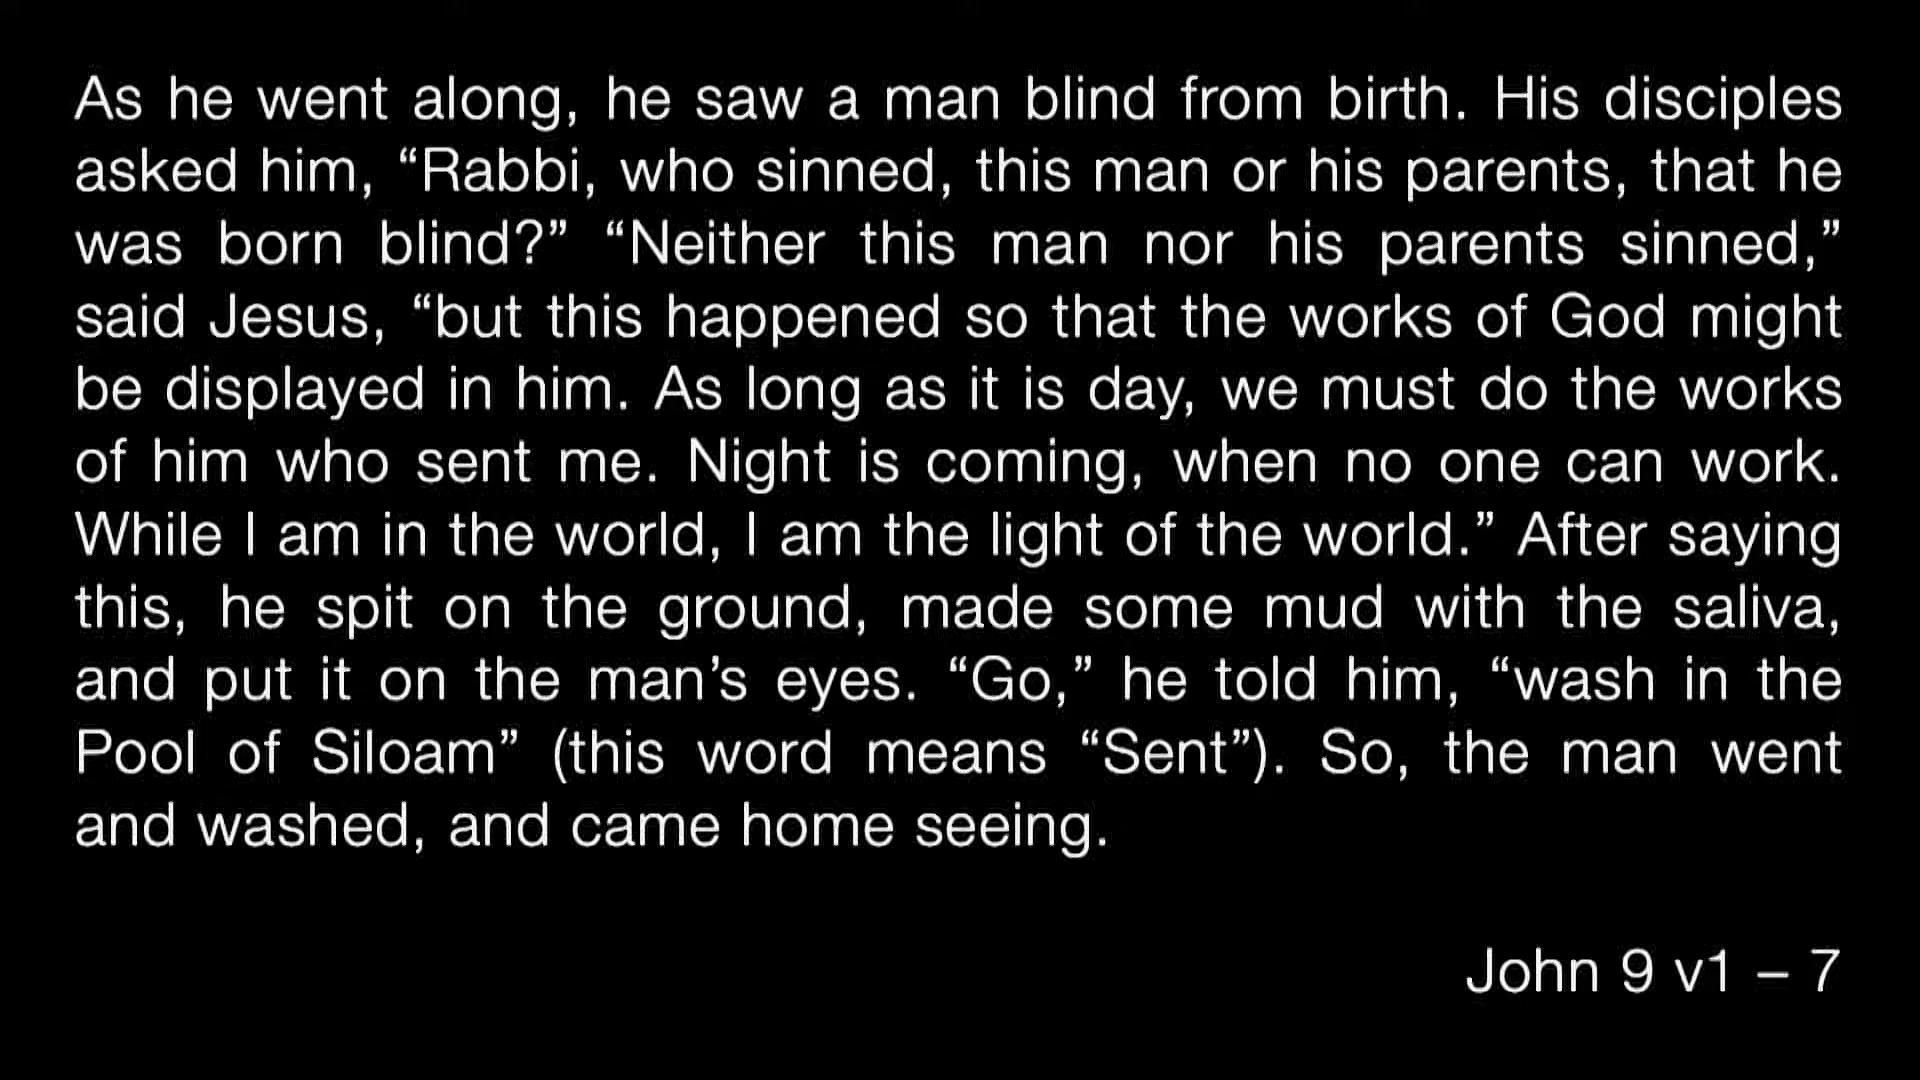 As he went along, he saw a man blind from birth. His disciples
asked him, “Rabbi, who sinned, this man or his parents, that he
was born blind?” “Neither this man nor his parents sinned,”
said Jesus, “but this happened so that the works of God might
be displayed in him. As long as it is day, we must do the works
of him who sent me. Night is coming, when no one can work.
While I am in the world, I am the light of the world.” After saying
this, he spit on the ground, made some mud with the saliva,
and put it on the man’s eyes. “Go,” he told him, “wash in the
Pool of Siloam” (this word means “Sent”). So, the man went
and washed, and came home seeing.
John 9 v1 – 7